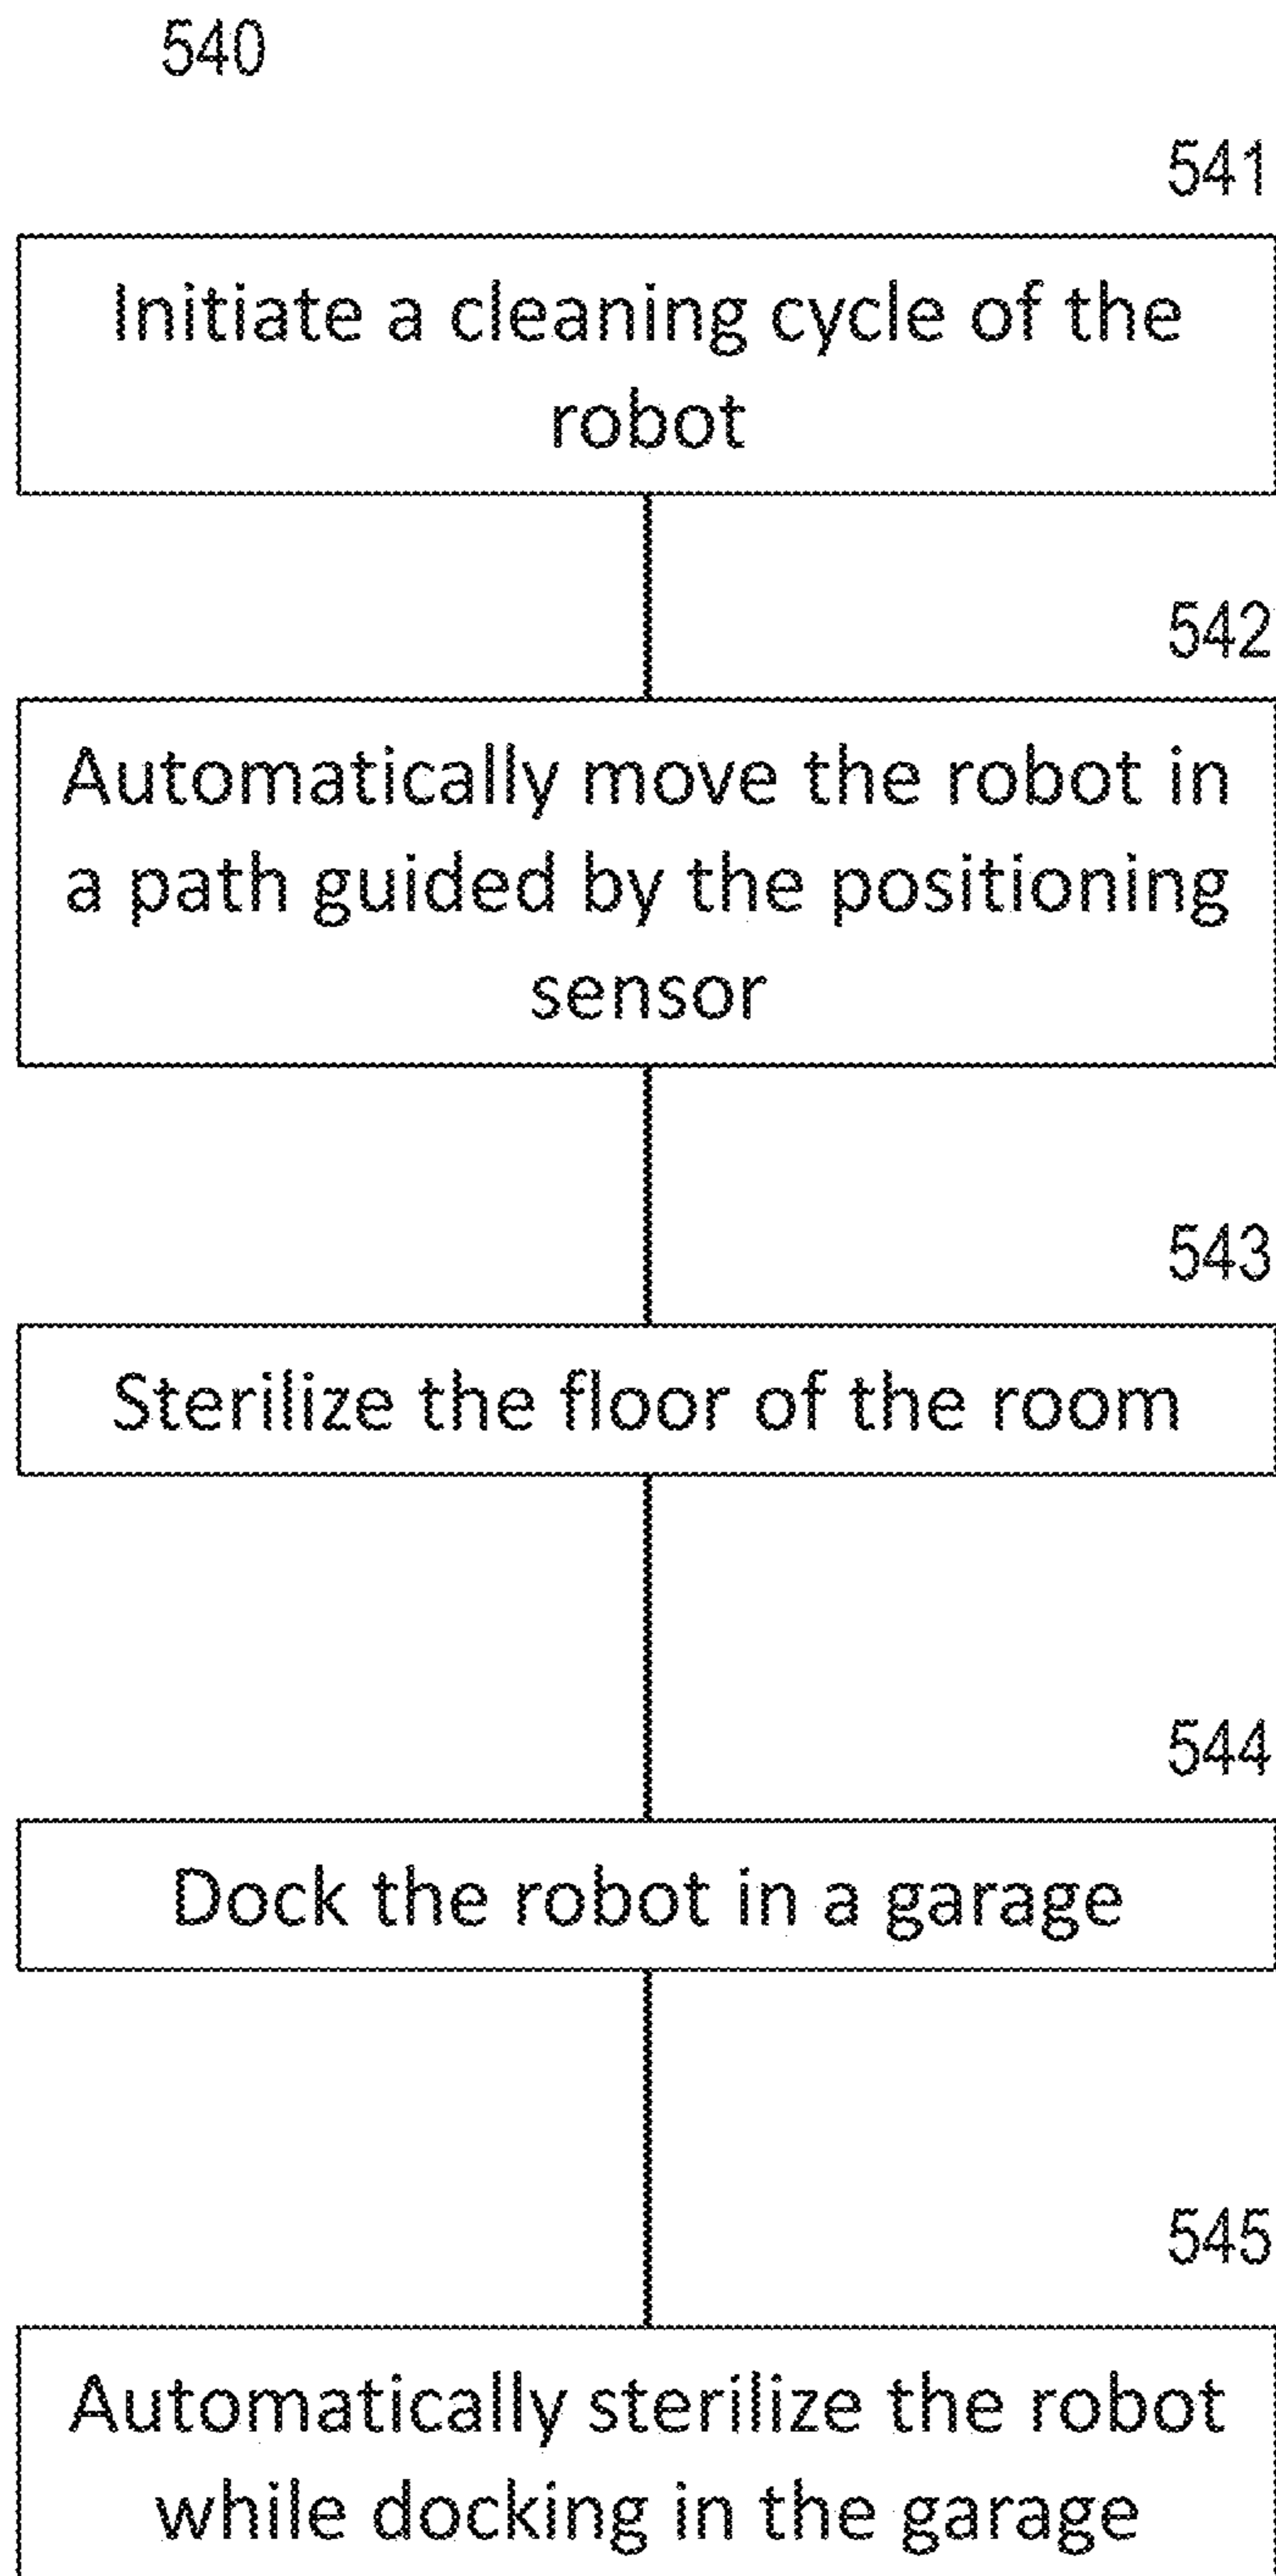 540
541
Initiate a cleaning cycle of the
robot
542
Automatically move the robot in
a path guided by the positioning
sensor
543
Sterilize the floor of the room
544
Dock the robot in a garage
545
Automatically sterilize the robot
while docking in the garage